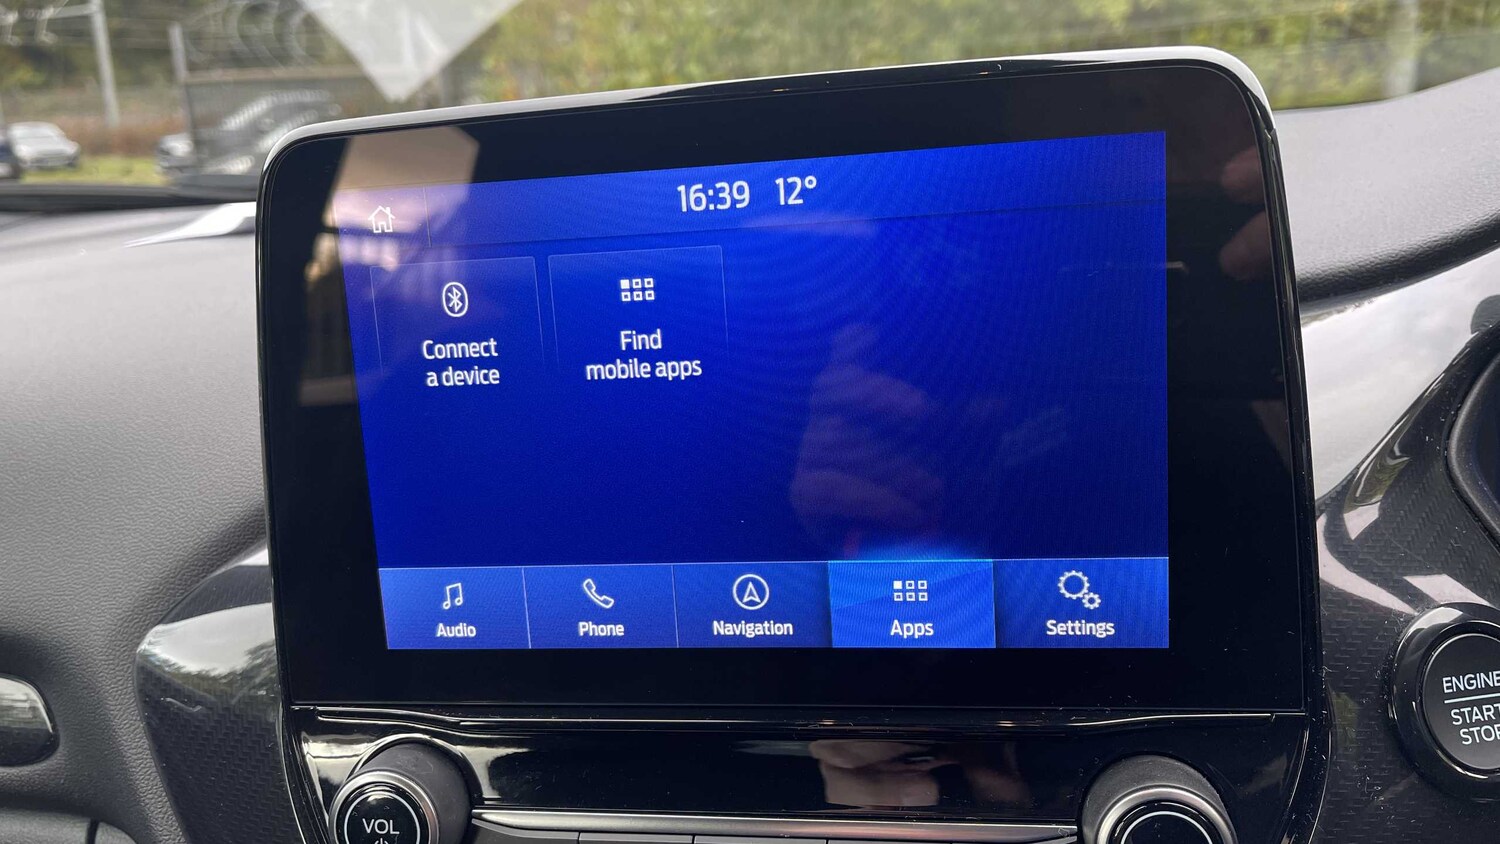 16:39 12°
Connect
a device
Find
mobile apps
Audio
Phone
Navigation
Apps
Settings
ENGINE
START
STOP
VOL